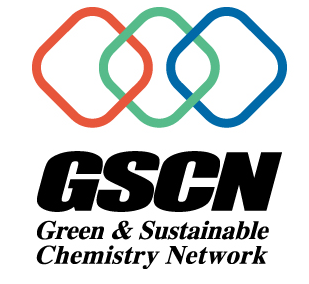 GSCN
Green & Sustainable
Chemistry Network